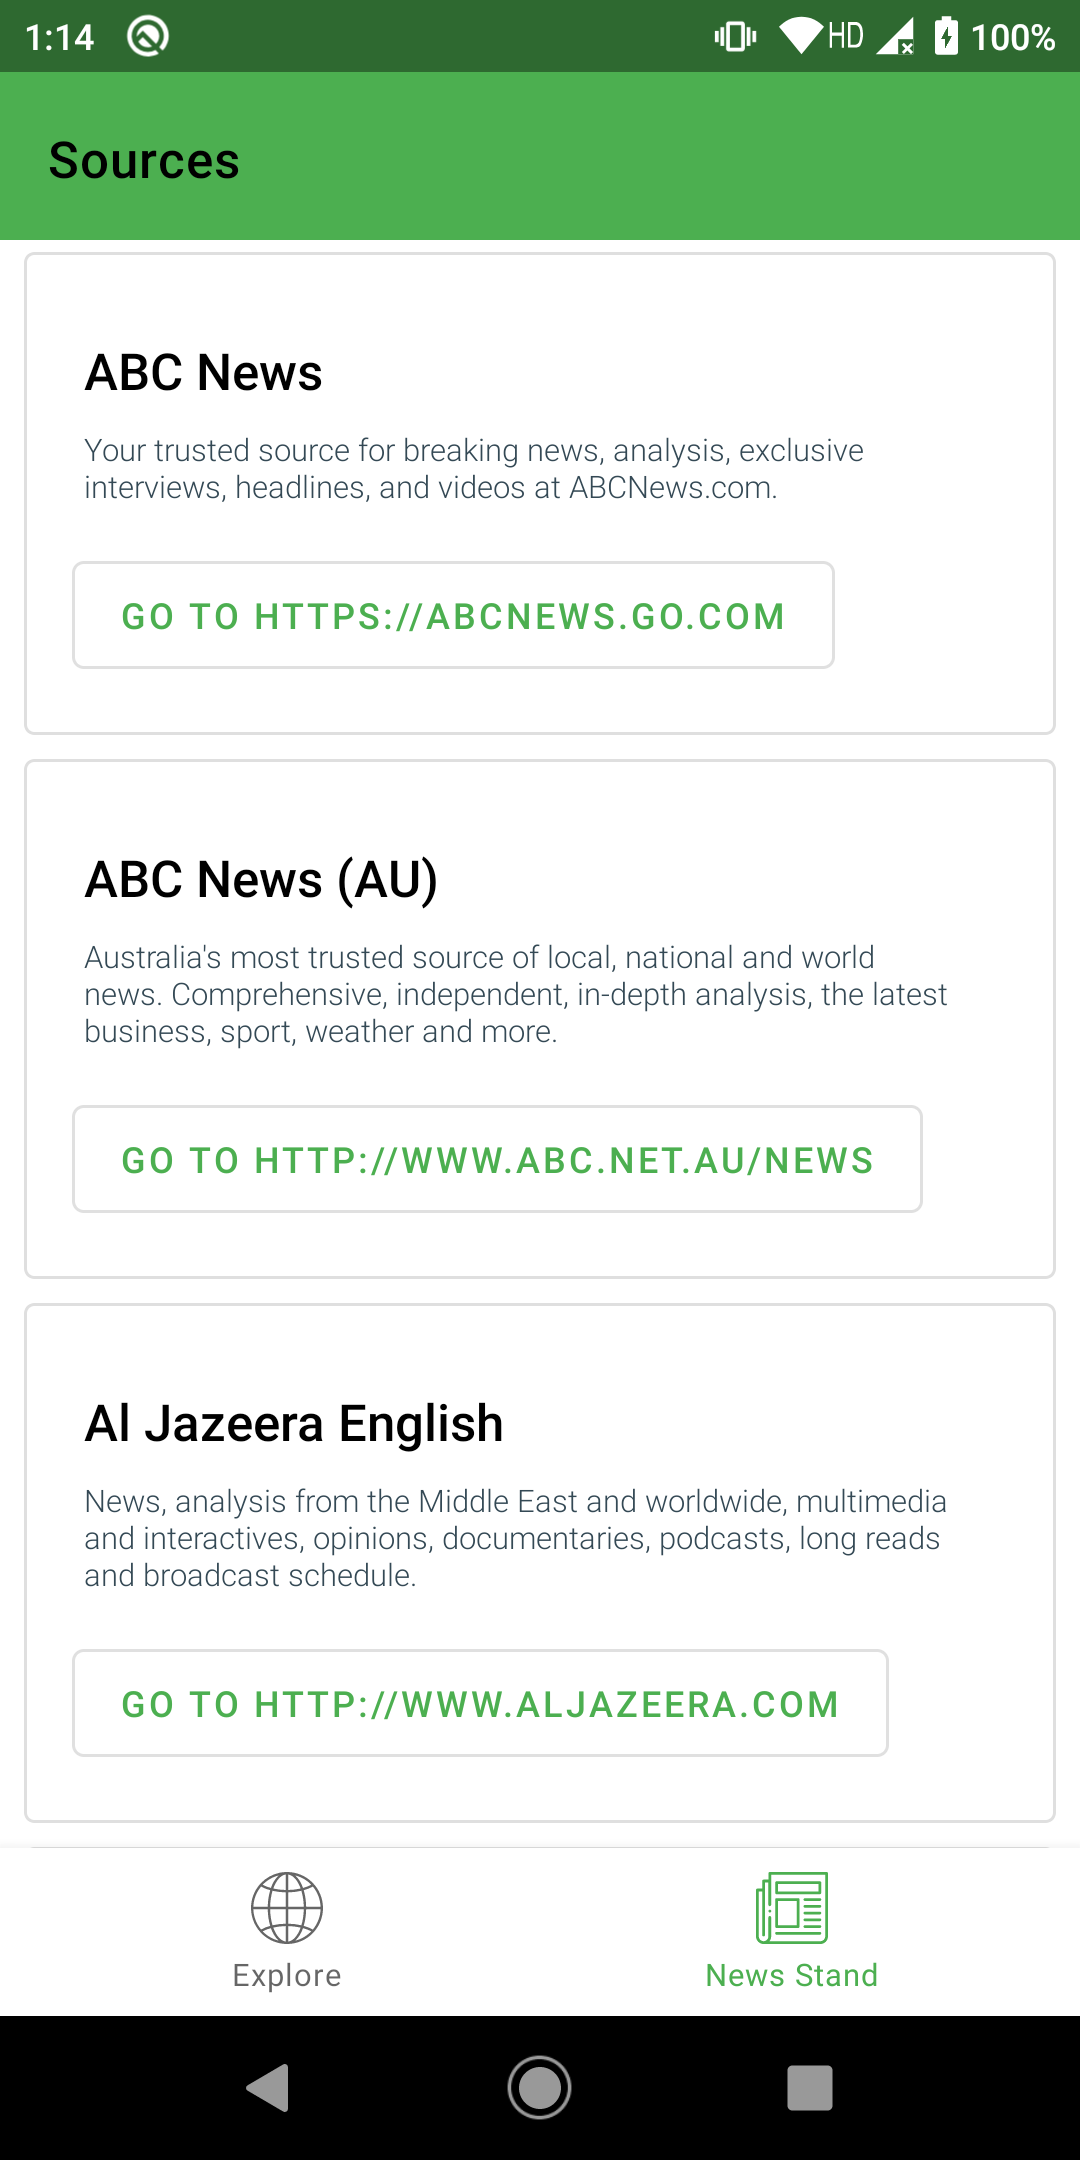 1:14
HD
100%
Sources
ABC News
Your trusted source for breaking news, analysis, exclusive
interviews, headlines, and videos at ABCNews.com.
GO TO HTTPS://ABCNEWS.GO.COM
ABC News (AU)
Australia's most trusted source of local, national and world
news. Comprehensive, independent, in-depth analysis, the latest
business, sport, weather and more.
GO TO HTTP://WWW.ABC.NET.AU/NEWS
Al Jazeera English
News, analysis from the Middle East and worldwide, multimedia
and interactives, opinions, documentaries, podcasts, long reads
and broadcast schedule.
GO TO HTTP://WWW.ALJAZEERA.COM
Explore
News Stand